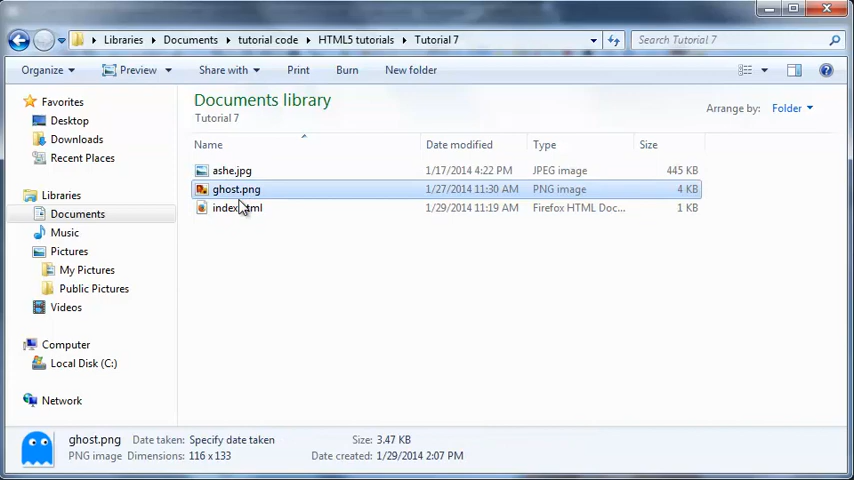 Libraries Documents tutorial code HTML5 tutorials Tutorial 7 Search Tutorial 7
Organize Preview Share with Print Burn New folder
Favorites
Desktop
Downloads
Recent Places
Libraries
Documents
Music
Pictures
My Pictures
Public Pictures
Videos
Computer
Local Disk (C:)
Network
Documents library
Tutorial 7
Arrange by: Folder
Name Date modified Type Size
ashe.jpg 1/17/2014 4:22 PM JPEG image 445 KB
ghost.png 1/27/2014 11:30 AM PNG image 4 KB
index.html 1/29/2014 11:19 AM Firefox HTML Doc... 1 KB
ghost.png Date taken: Specify date taken Size: 3.47 KB
PNG image Dimensions: 116 x 133 Date created: 1/29/2014 2:07 PM